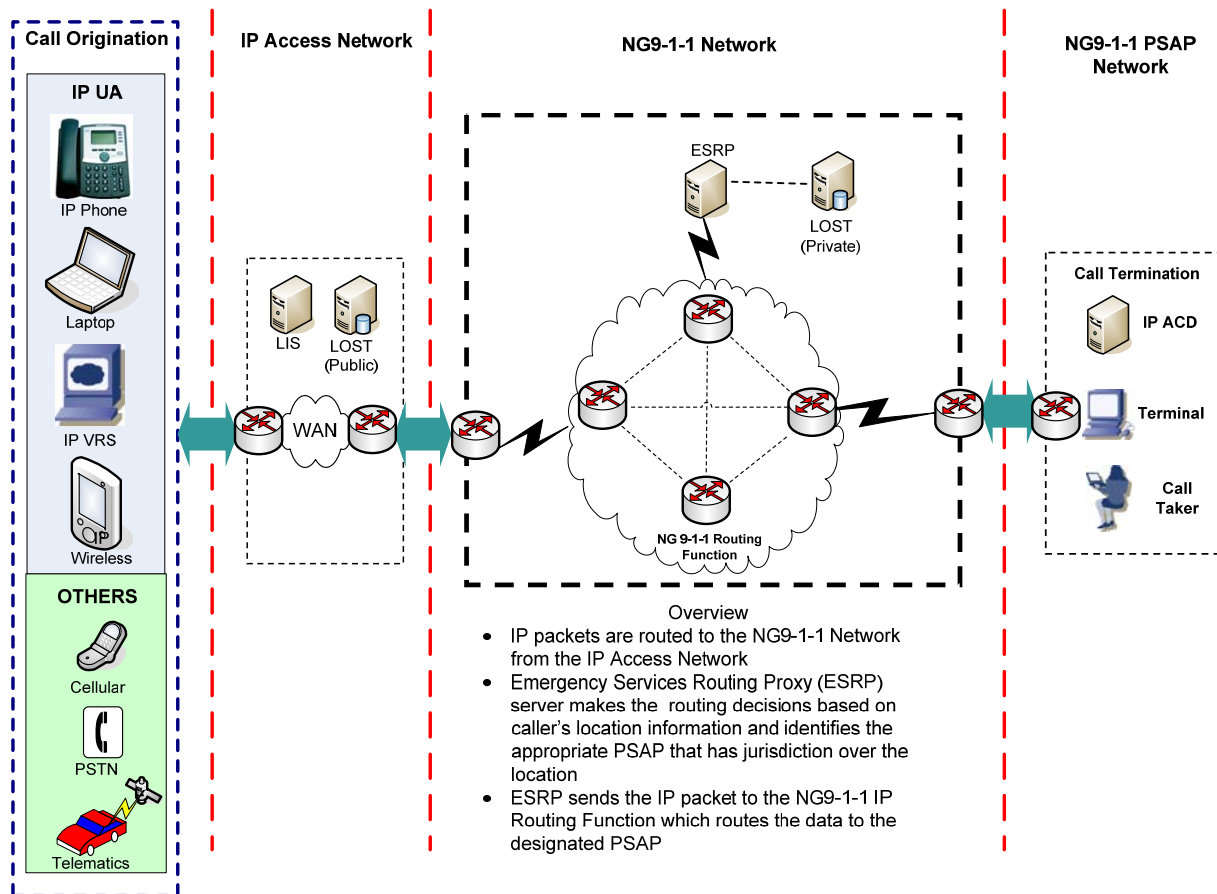 Call Origination
IP Access Network
NG9-1-1 Network
NG9-1-1 PSAP
Network
IP UA
IP Phone
Laptop
IP VRS
IP
Wireless
OTHERS
Cellular
PSTN
Telematics
LIS
LOST
(Public)
WAN
ESRP
LOST
(Private)
NG 9-1-1 Routing
Function
Call Termination
IP ACD
Terminal
Call
Taker
Overview
• IP packets are routed to the NG9-1-1 Network
from the IP Access Network
• Emergency Services Routing Proxy (ESRP)
server makes the routing decisions based on
caller's location information and identifies the
appropriate PSAP that has jurisdiction over the
location
• ESRP sends the IP packet to the NG9-1-1 IP
Routing Function which routes the data to the
designated PSAP